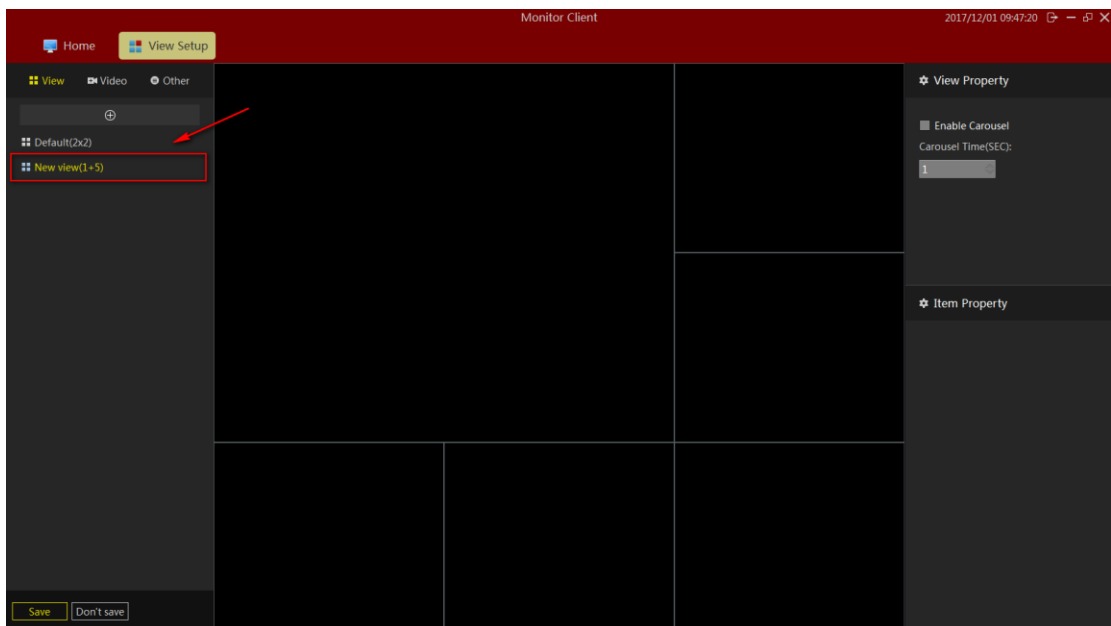 Monitor Client
2017/12/01 09:47:20
Home
View Setup
View Video Other
Default(2x2)
New view(1+5)
Save Don't save
View Property
Enable Carousel
Carousel Time(SEC):
1
Item Property